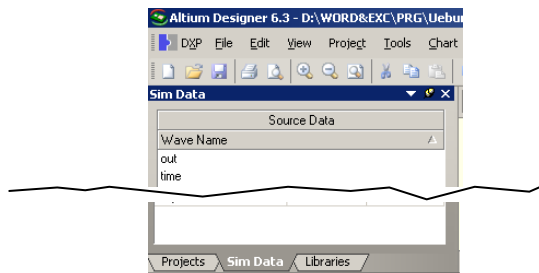 Altium Designer 6.3 - D:\WORD&EXC\PRG\Uebu
DXP File Edit View Project Tools Chart
Sim Data
Source Data
Wave Name
out
time
Projects Sim Data Libraries